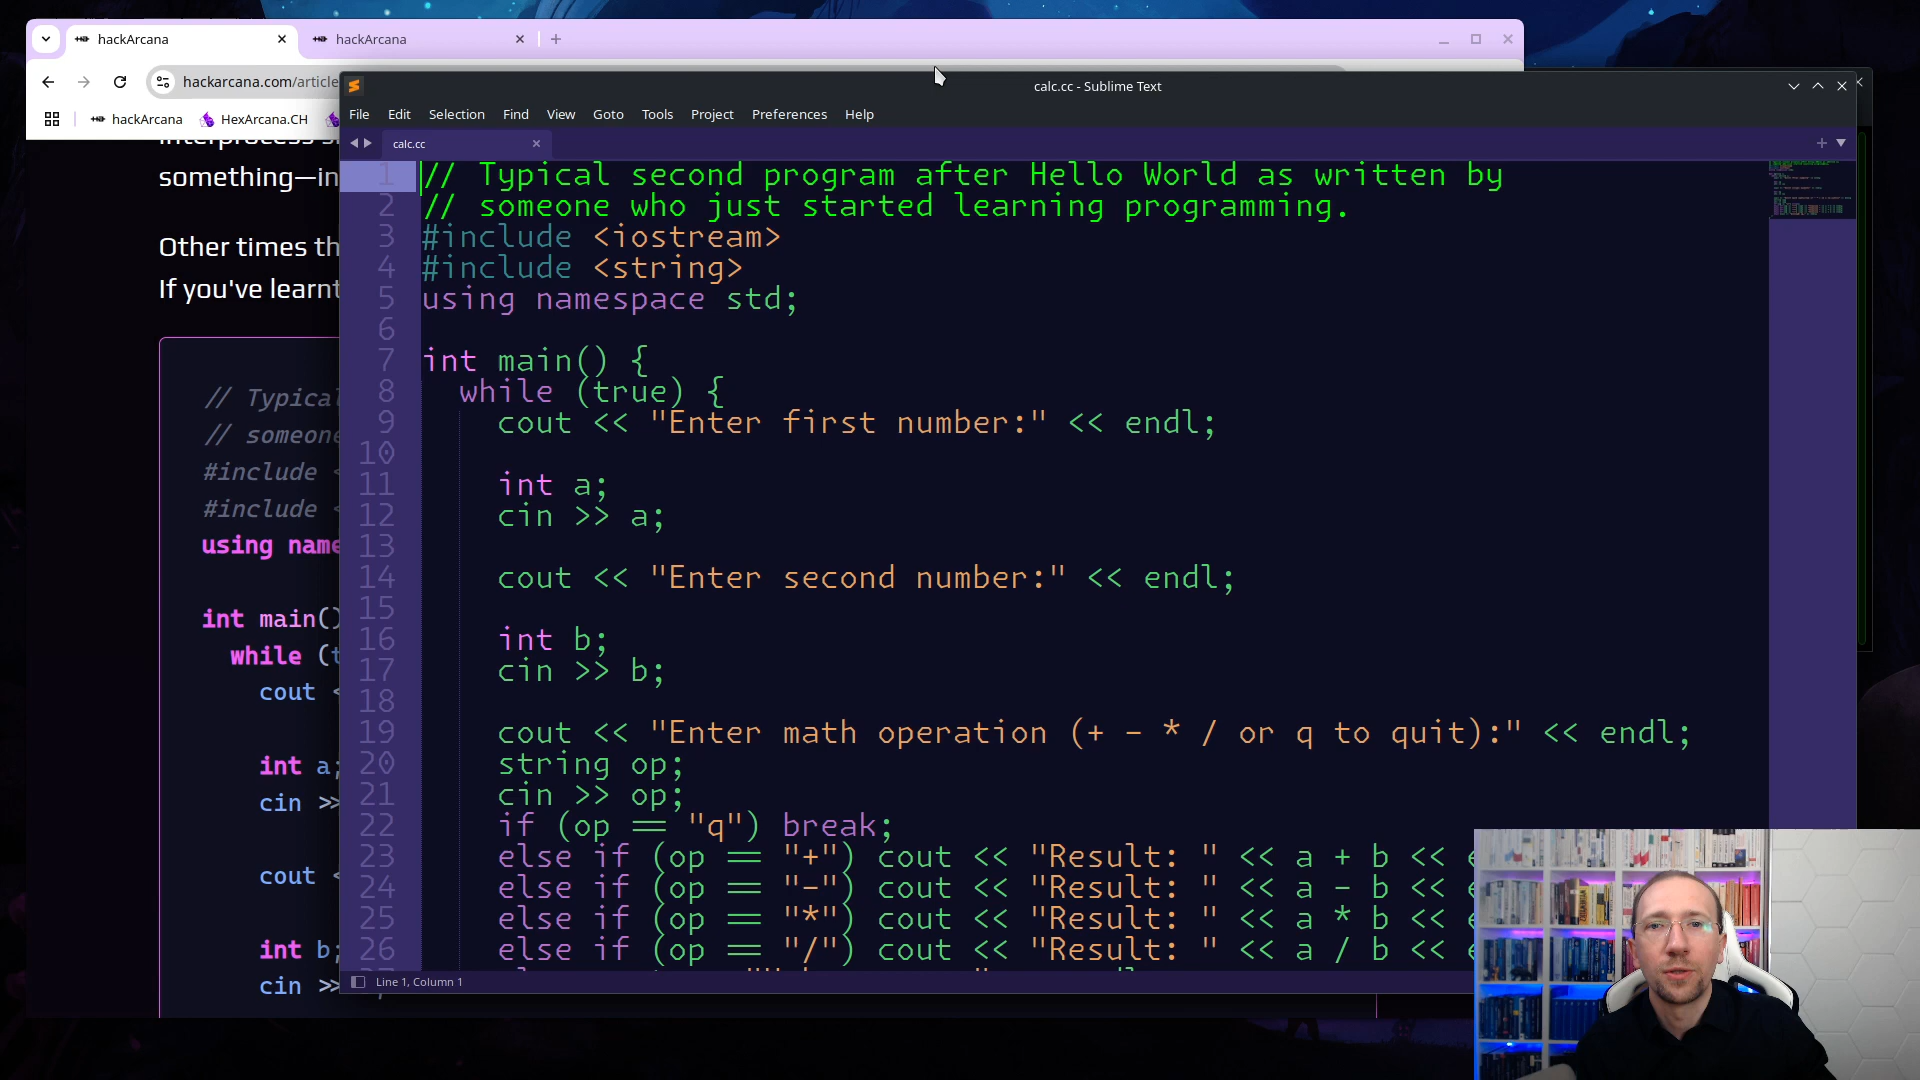 hackArcana
hackArcana
hackarcana.com/article
hackArcana
HexArcana.CH
something—in
Other times th
If you've learnt
// Typical
// someone
#include <
#include <
using name
int main()
while (t
cout <
int a;
cin >>
cout <
int b;
cin >>
calc.cc - Sublime Text
File Edit Selection Find View Goto Tools Project Preferences Help
calc.cc
1 // Typical second program after Hello World as written by
2 // someone who just started learning programming.
3 #include <iostream>
4 #include <string>
5 using namespace std;
6
7 int main() {
8 while (true) {
9 cout << "Enter first number:" << endl;
10
11 int a;
12 cin >> a;
13
14 cout << "Enter second number:" << endl;
15
16 int b;
17 cin >> b;
18
19 cout << "Enter math operation (+ - * / or q to quit):" << endl;
20 string op;
21 cin >> op;
22 if (op == "q") break;
23 else if (op == "+") cout << "Result: " << a + b << e
24 else if (op == "-") cout << "Result: " << a - b << e
25 else if (op == "*") cout << "Result: " << a * b << e
26 else if (op == "/") cout << "Result: " << a / b << e
Line 1, Column 1